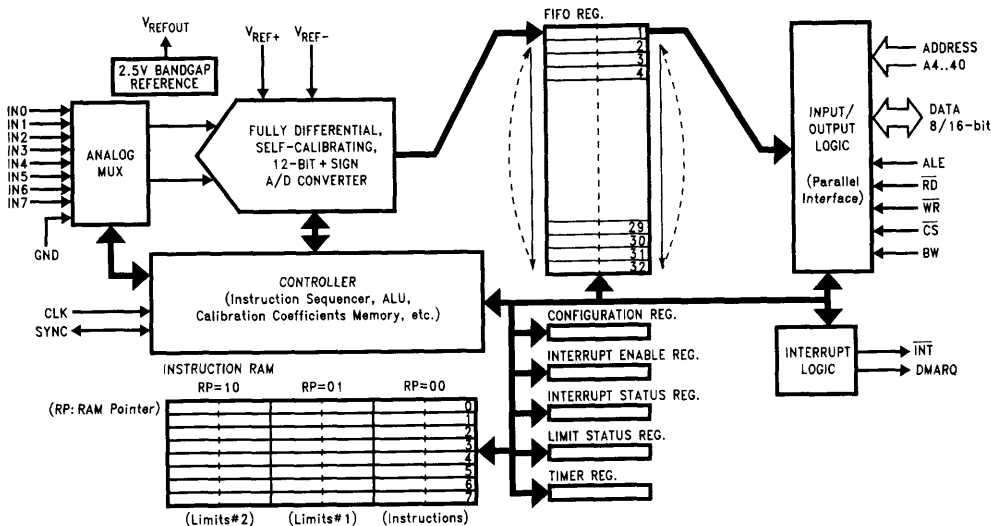 VREFOUT
2.5V BANDGAP
REFERENCE
VREF+
VREF-
IN0
IN1
IN2
IN3
IN4
IN5
IN6
IN7
GND
ANALOG
MUX
FULLY DIFFERENTIAL,
SELF-CALIBRATING,
12-BIT + SIGN
A/D CONVERTER
FIFO REG.
1
2
3
4
29
30
31
32
INPUT/
OUTPUT
LOGIC
(Parallel
Interface)
ADDRESS
A4..40
DATA
8/16-bit
ALE
R̅D̅
W̅R̅
C̅S̅
BW
CLK
SYNC
CONTROLLER
(Instruction Sequencer, ALU,
Calibration Coefficients Memory, etc.)
INTERRUPT
LOGIC
I̅N̅T̅
DMARQ
CONFIGURATION REG.
INTERRUPT ENABLE REG.
INTERRUPT STATUS REG.
LIMIT STATUS REG.
TIMER REG.
INSTRUCTION RAM
RP=10 RP=01 RP=00
(RP: RAM Pointer)
0
1
2
3
4
5
6
7
(Limits#2) (Limits#1) (Instructions)